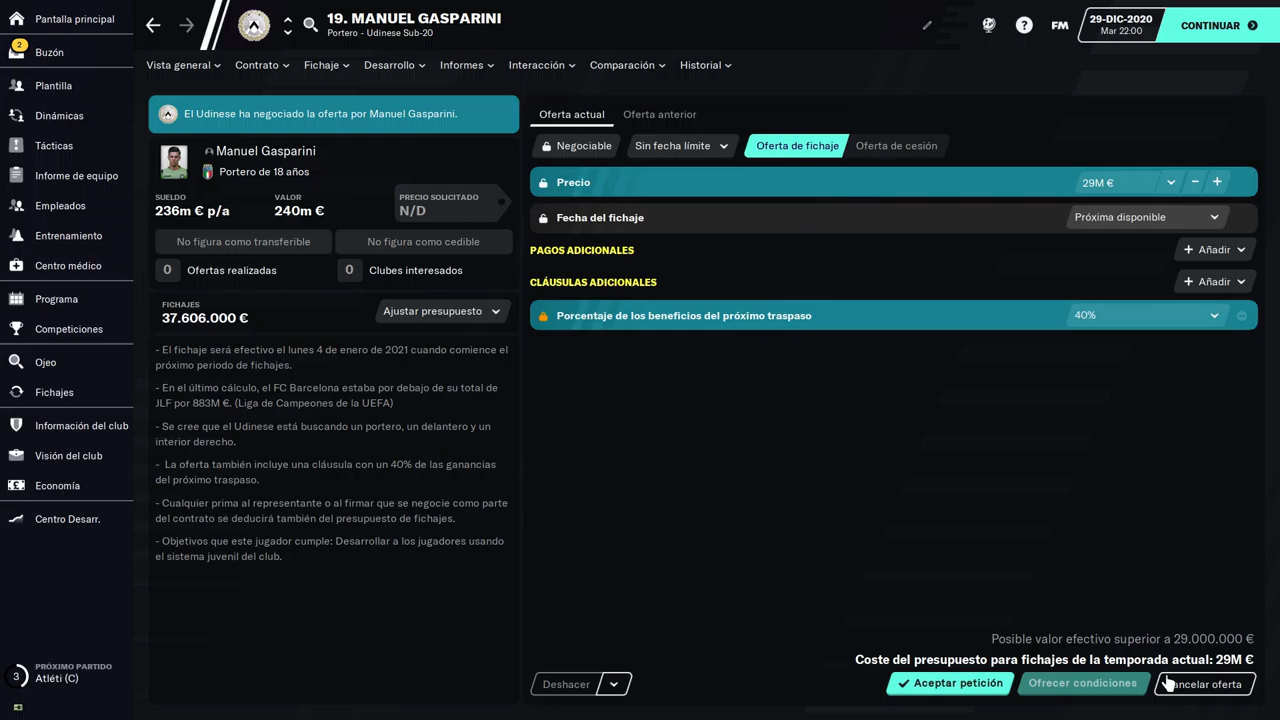 Pantalla principal
2
Buzón
Plantilla
Dinámicas
Tácticas
Informe de equipo
Empleados
Entrenamiento
Centro médico
Programa
Competiciones
Ojeo
Fichajes
Información del club
Visión del club
Economía
Centro Desarr.
3
PRÓXIMO PARTIDO
Atléti (C)
19. MANUEL GASPARINI
Portero - Udinese Sub-20
?
FM
29-DIC-2020
Mar 22:00
CONTINUAR
Vista general
Contrato
Fichaje
Desarrollo
Informes
Interacción
Comparación
Historial
El Udinese ha negociado la oferta por Manuel Gasparini.
Manuel Gasparini
Portero de 18 años
SUELDO
236m € p/a
VALOR
240m €
PRECIO SOLICITADO
N/D
No figura como transferible
No figura como cedible
0 Ofertas realizadas
0 Clubes interesados
FICHAJES
37.606.000 €
Ajustar presupuesto
- El fichaje será efectivo el lunes 4 de enero de 2021 cuando comience el
próximo periodo de fichajes.
- En el último cálculo, el FC Barcelona estaba por debajo de su total de
JLF por 883M €. (Liga de Campeones de la UEFA)
- Se cree que el Udinese está buscando un portero, un delantero y un
interior derecho.
- La oferta también incluye una cláusula con un 40% de las ganancias
del próximo traspaso.
- Cualquier prima al representante o al firmar que se negocie como parte
del contrato se deducirá también del presupuesto de fichajes.
- Objetivos que este jugador cumple: Desarrollar a los jugadores usando
el sistema juvenil del club.
Oferta actual
Oferta anterior
Negociable
Sin fecha límite
Oferta de fichaje
Oferta de cesión
Precio
29M €
- +
Fecha del fichaje
Próxima disponible
PAGOS ADICIONALES
+ Añadir
CLÁUSULAS ADICIONALES
+ Añadir
Porcentaje de los beneficios del próximo traspaso
40%
Posible valor efectivo superior a 29.000.000 €
Coste del presupuesto para fichajes de la temporada actual: 29M €
Deshacer
Aceptar petición
Ofrecer condiciones
ancelar oferta